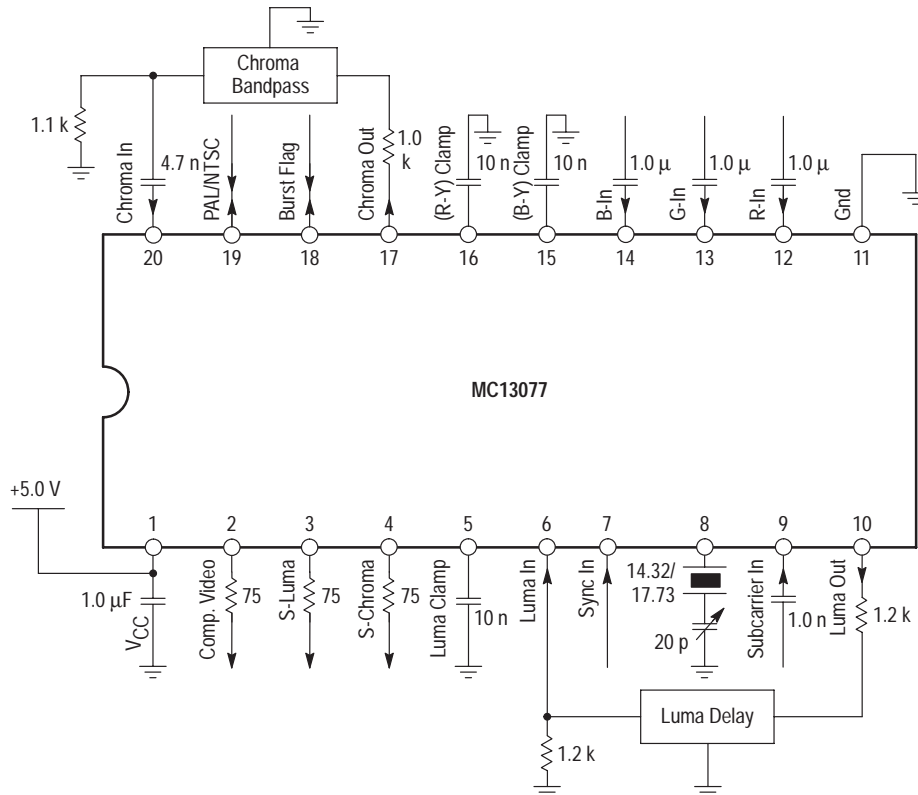 Chroma
Bandpass
1.1 k
Chroma In
4.7 n
PAL/NTSC
Burst Flag
Chroma Out
1.0
k
(R-Y) Clamp
10 n
(B-Y) Clamp
10 n
B-In
1.0 µ
G-In
1.0 µ
R-In
1.0 µ
Gnd
20
19
18
17
16
15
14
13
12
11
MC13077
+5.0 V
1
2
3
4
5
6
7
8
9
10
1.0 µF
VCC
Comp. Video
75
S-Luma
75
S-Chroma
75
Luma Clamp
10 n
Luma In
Sync In
14.32/
17.73
20 p
Subcarrier In
1.0 n
Luma Out
1.2 k
Luma Delay
1.2 k